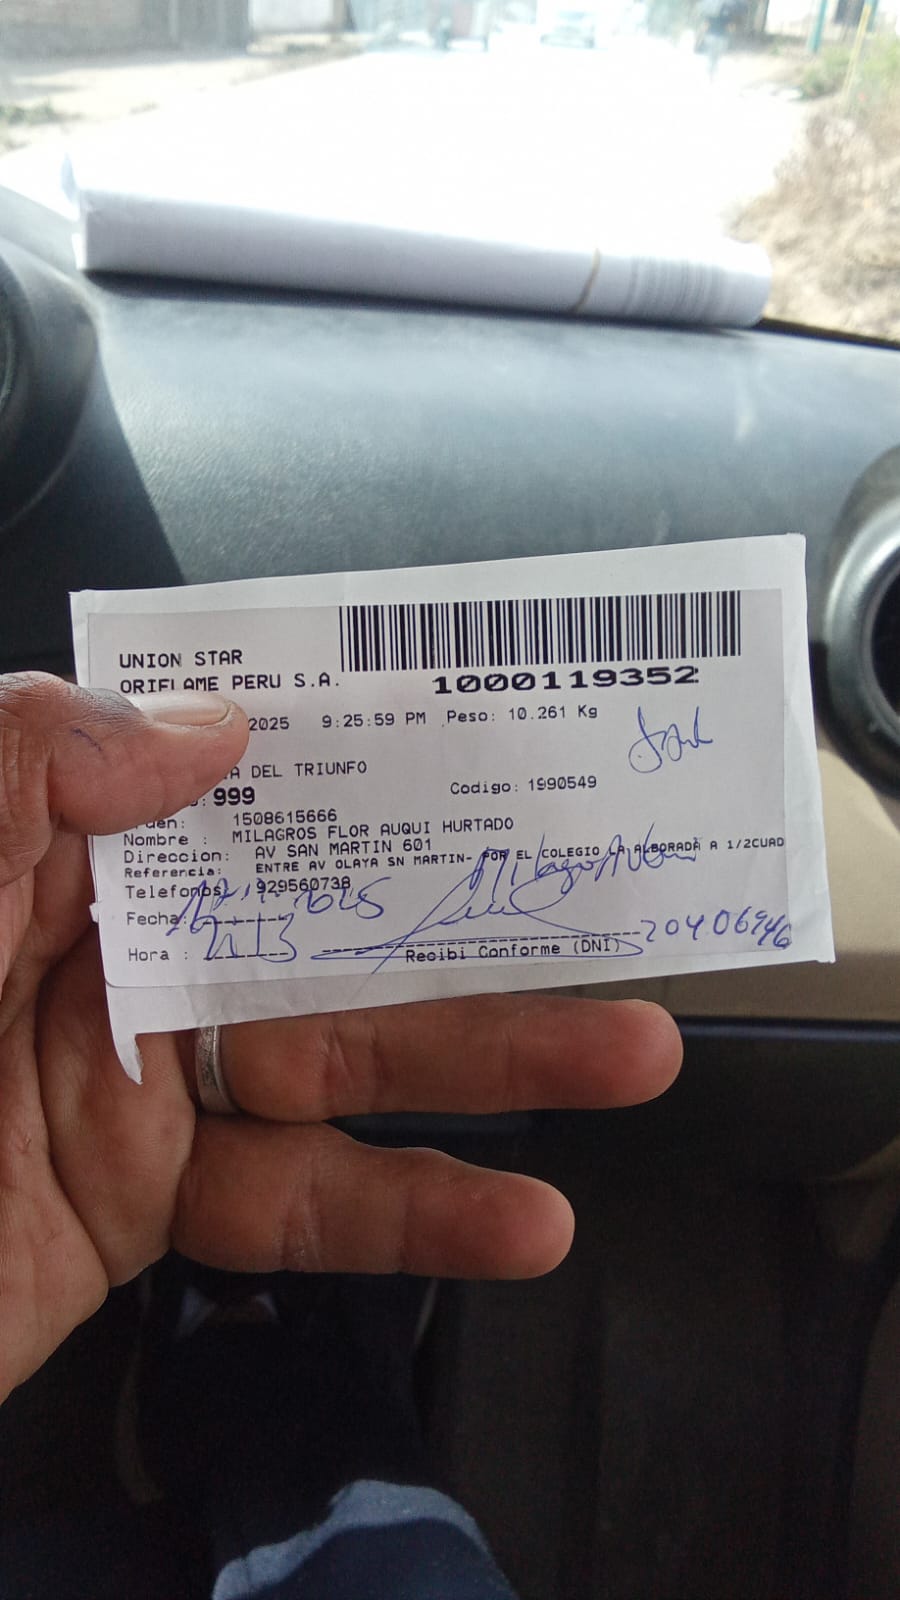 UNION STAR
ORIFLAME PERU S.A.
1000119352
2025 9:25:59 PM Peso: 10.261 Kg
A DEL TRIUNFO
: 999 Codigo: 1990549
den: 1508615666
Nombre : MILAGROS FLOR AUQUI HURTADO
Direccion: AV SAN MARTIN 601
Referencia: ENTRE AV OLAYA SN MARTIN- POR EL COLEGIO LA ALBORADA A 1/2CUAD
Telefonos: 929560738
Fecha:
Hora : 20406946
Recibi Conforme (DNI)